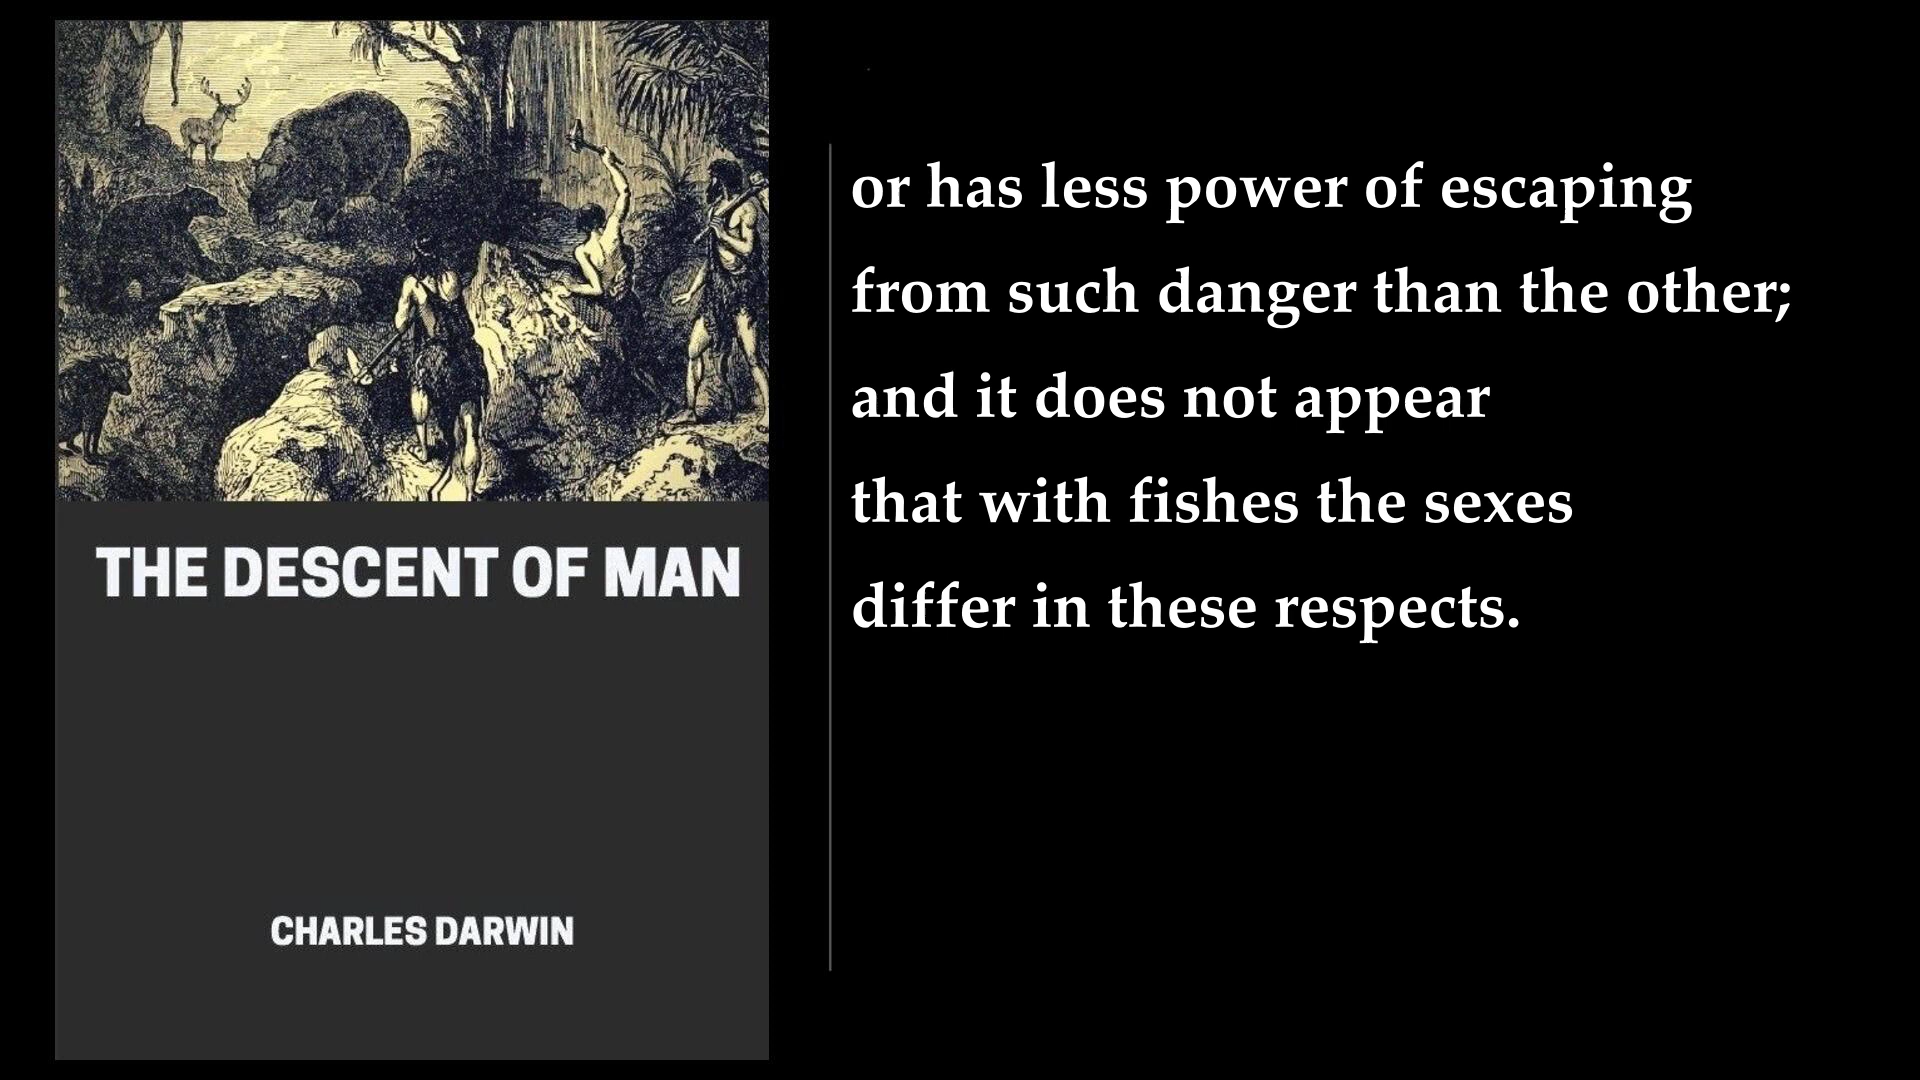 THE DESCENT OF MAN
CHARLES DARWIN
or has less power of escaping
from such danger than the other;
and it does not appear
that with fishes the sexes
differ in these respects.